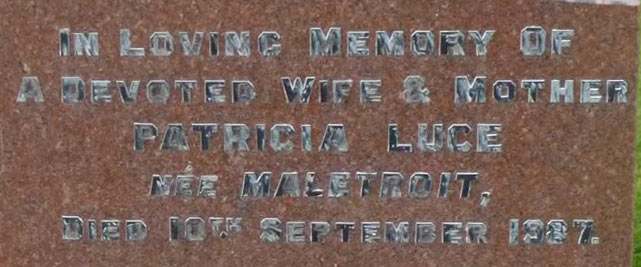 In Loving Memory Of
A Devoted Wife & Mother
PATRICIA LUCE
NÉE MALETROIT,
Died 10th September 1987.